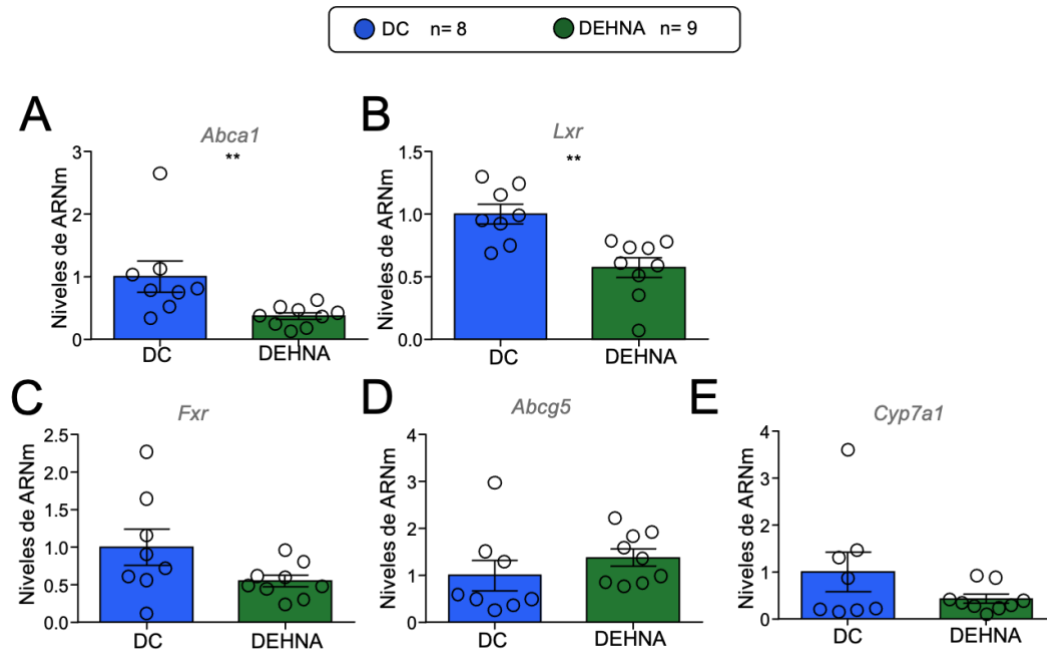 DC n= 8 DEHNA n= 9
A
Abca1
**
Niveles de ARNm
3
2
1
0
DC DEHNA
B
Lxr
**
Niveles de ARNm
1.5
1.0
0.5
0.0
DC DEHNA
C
Fxr
Niveles de ARNm
2.5
2.0
1.5
1.0
0.5
0.0
DC DEHNA
D
Abcg5
Niveles de ARNm
4
3
2
1
0
DC DEHNA
E
Cyp7a1
Niveles de ARNm
4
3
2
1
0
DC DEHNA